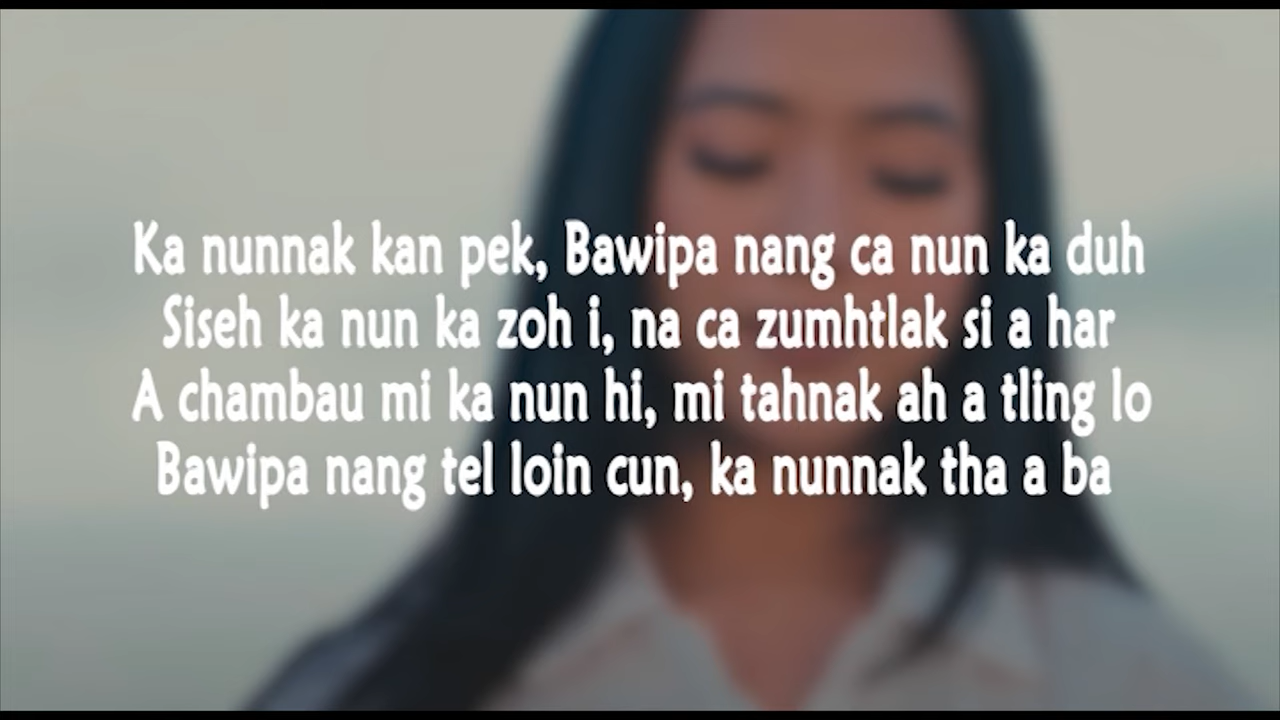 Ka nunnak kan pek, Bawipa nang ca nun ka duh
Siseh ka nun ka zoh i, na ca zumhtlak si a har
A chambau mi ka nun hi, mi tahnak ah a tling lo
Bawipa nang tel loin cun, ka nunnak tha a ba